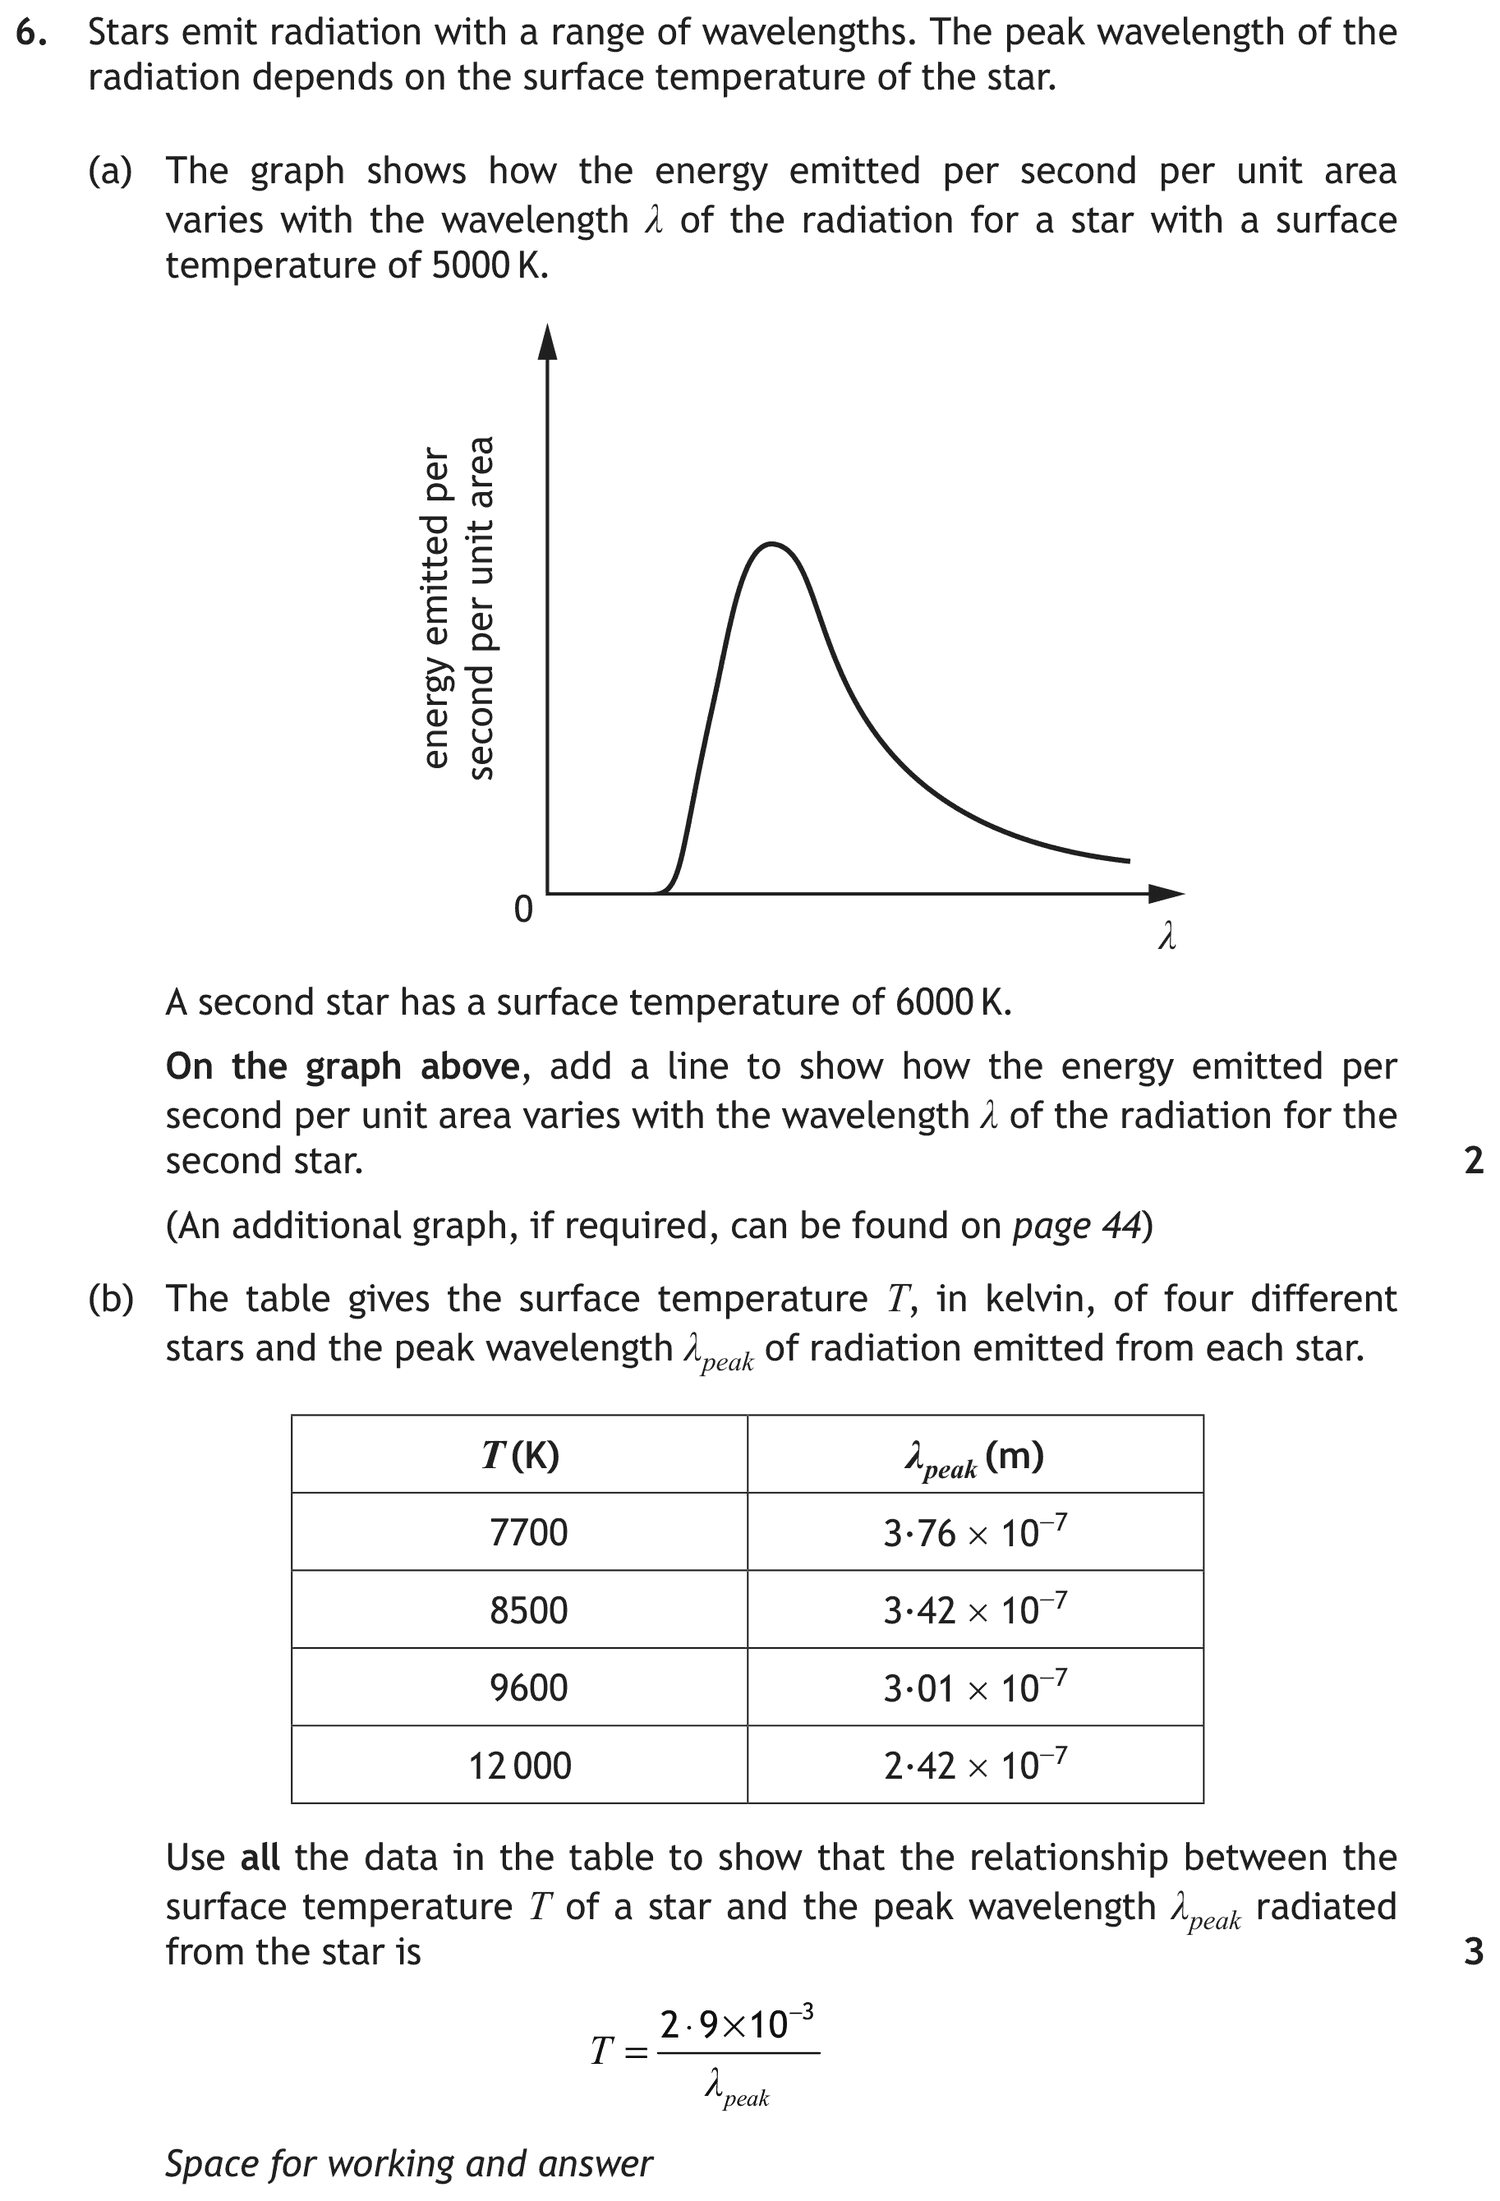 6. Stars emit radiation with a range of wavelengths. The peak wavelength of the
radiation depends on the surface temperature of the star.
(a) The graph shows how the energy emitted per second per unit area
varies with the wavelength λ of the radiation for a star with a surface
temperature of 5000 K.
energy emitted per
second per unit area
0
λ
A second star has a surface temperature of 6000 K.
On the graph above, add a line to show how the energy emitted per
second per unit area varies with the wavelength λ of the radiation for the
second star. 2
(An additional graph, if required, can be found on page 44)
(b) The table gives the surface temperature T, in kelvin, of four different
stars and the peak wavelength λpeak of radiation emitted from each star.
T (K) λpeak (m)
7700 3·76 × 10⁻⁷
8500 3·42 × 10⁻⁷
9600 3·01 × 10⁻⁷
12 000 2·42 × 10⁻⁷
Use all the data in the table to show that the relationship between the
surface temperature T of a star and the peak wavelength λpeak radiated
from the star is 3
T = 2·9×10⁻³ / λpeak
Space for working and answer